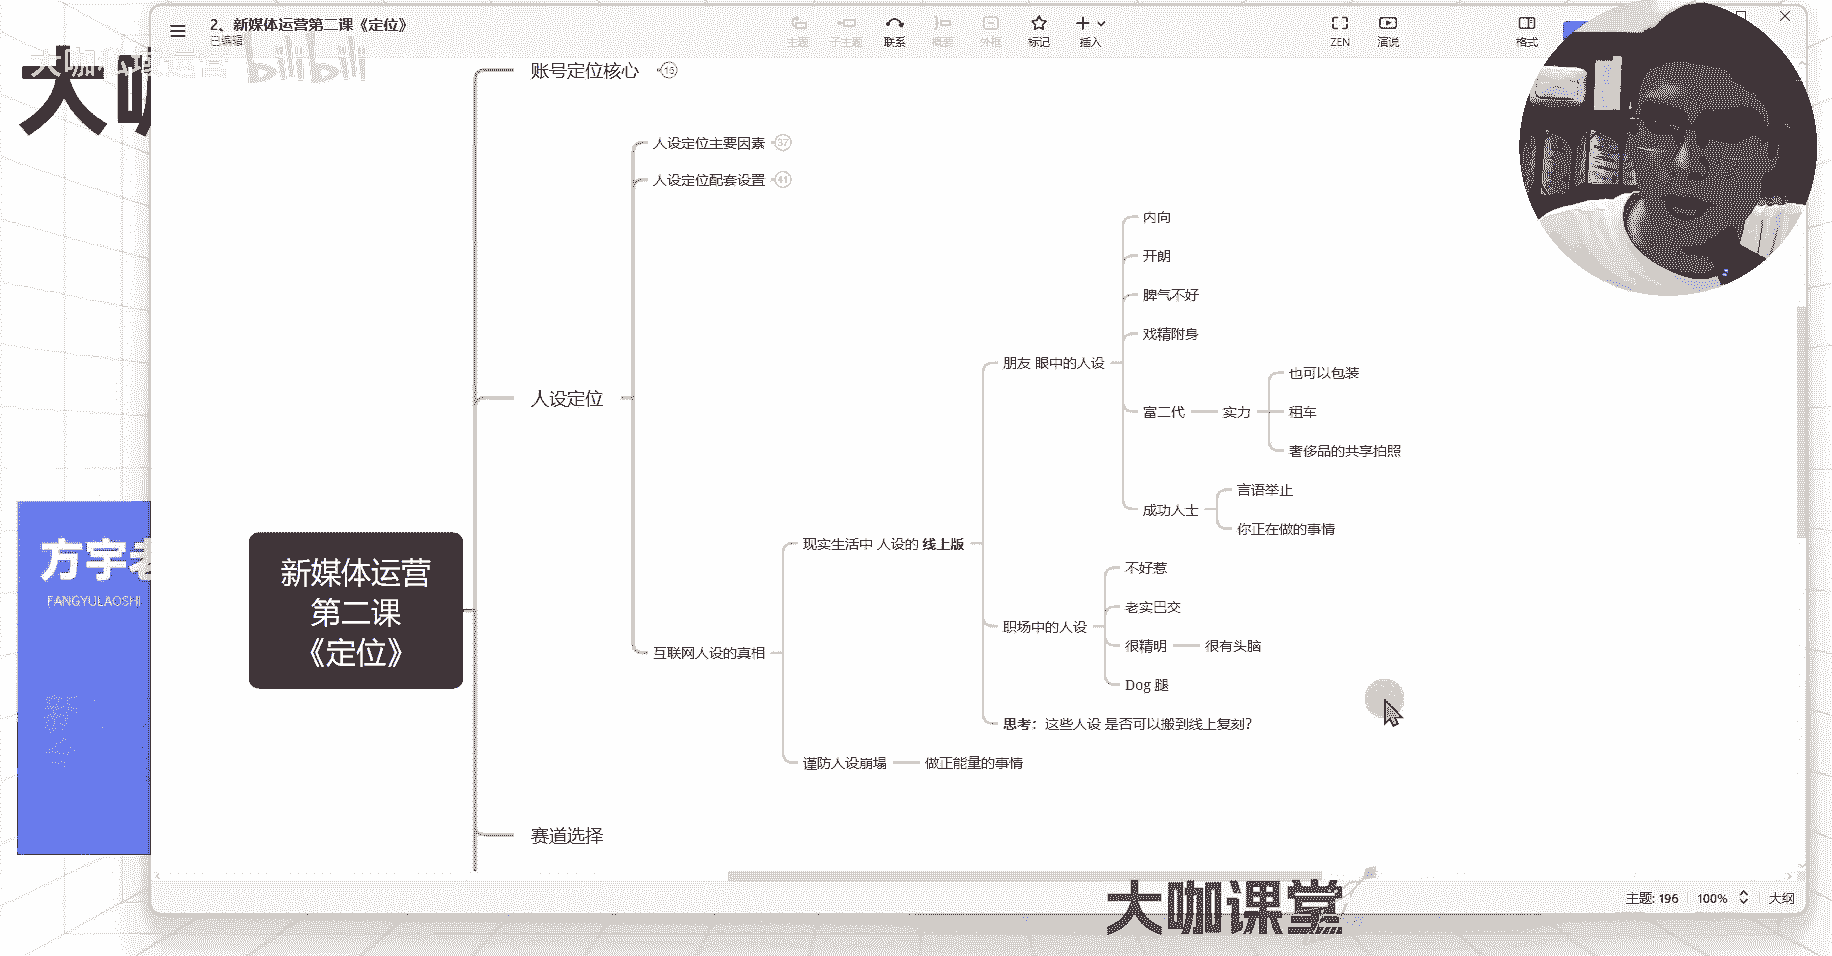 2、新媒体运营第二课《定位》
已编辑
主题
子主题
联系
概要
外框
标记
插入
ZEN
演说
格式
bilibili
大咖
账号定位核心
16
人设定位主要因素
37
人设定位配套设置
41
内向
开朗
脾气不好
戏精附身
朋友 眼中的人设
也可以包装
人设定位
富二代
实力
租车
奢侈品的共享拍照
言语举止
成功人士
你正在做的事情
现实生活中 人设的 线上版
方宇老
FANGYULAOSHI
新媒体运营
第二课
《定位》
不好惹
老实巴交
职场中的人设
很精明
很有头脑
互联网人设的真相
Dog 腿
思考：这些人设 是否可以搬到线上复刻？
谨防人设崩塌
做正能量的事情
赛道选择
大咖课堂
主题: 196
100%
大纲